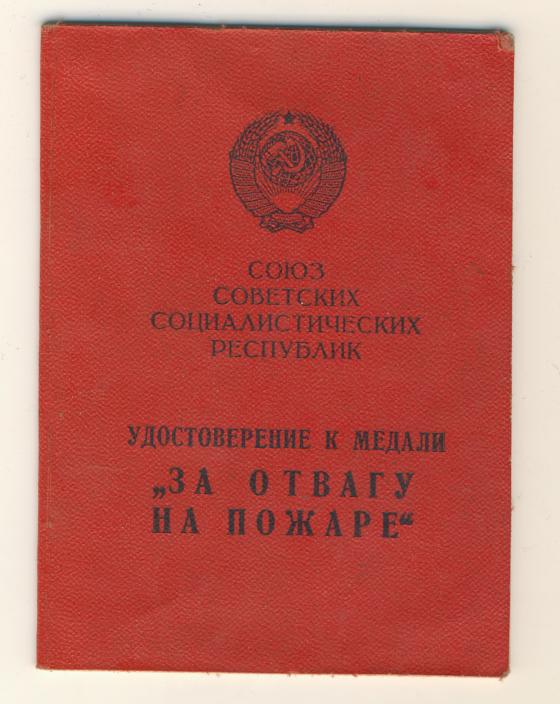 СОЮЗ
СОВЕТСКИХ
СОЦИАЛИСТИЧЕСКИХ
РЕСПУБЛИК
УДОСТОВЕРЕНИЕ К МЕДАЛИ
„ЗА ОТВАГУ
НА ПОЖАРЕ“